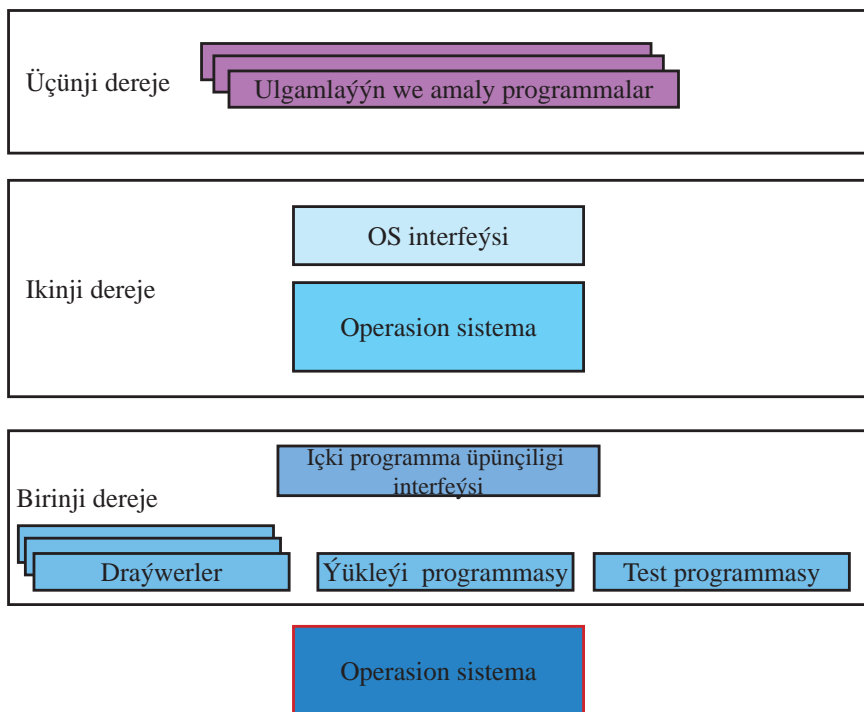 Üçünji dereje
Ulgamlaýýn we amaly programmalar
OS interfeýsi
Ikinji dereje
Operasion sistema
Içki programma üpünçiligi
interfeýsi
Birinji dereje
Draýwerler
Ýükleýi programmasy
Test programmasy
Operasion sistema